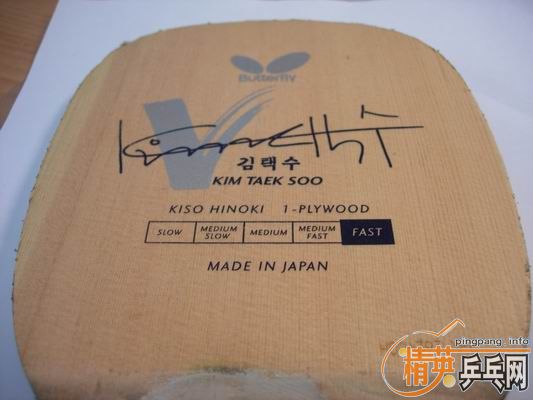 Butterfly
김택수
KIM TAEK SOO
KISO HINOKI 1-PLYWOOD
SLOW
MEDIUM SLOW
MEDIUM
MEDIUM FAST
FAST
MADE IN JAPAN
pingpang.info
精英乒乓网